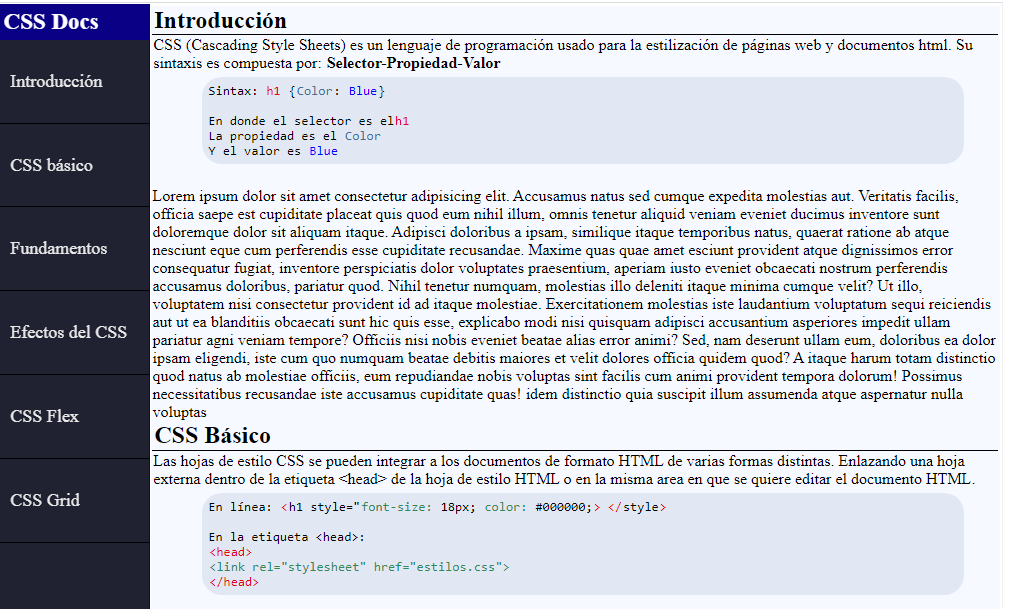 CSS Docs
Introducción
CSS básico
Fundamentos
Efectos del CSS
CSS Flex
CSS Grid
Introducción
CSS (Cascading Style Sheets) es un lenguaje de programación usado para la estilización de páginas web y documentos html. Su
sintaxis es compuesta por: Selector-Propiedad-Valor
Sintax: h1 {Color: Blue}
En donde el selector es elh1
La propiedad es el Color
Y el valor es Blue
Lorem ipsum dolor sit amet consectetur adipisicing elit. Accusamus natus sed cumque expedita molestias aut. Veritatis facilis,
officia saepe est cupiditate placeat quis quod eum nihil illum, omnis tenetur aliquid veniam eveniet ducimus inventore sunt
doloremque dolor sit aliquam itaque. Adipisci doloribus a ipsam, similique itaque temporibus natus, quaerat ratione ab atque
nesciunt eque cum perferendis esse cupiditate recusandae. Maxime quas quae amet esciunt provident atque dignissimos error
consequatur fugiat, inventore perspiciatis dolor voluptates praesentium, aperiam iusto eveniet obcaecati nostrum perferendis
accusamus doloribus, pariatur quod. Nihil tenetur numquam, molestias illo deleniti itaque minima cumque velit? Ut illo,
voluptatem nisi consectetur provident id ad itaque molestiae. Exercitationem molestias iste laudantium voluptatum sequi reiciendis
aut ut ea blanditiis obcaecati sunt hic quis esse, explicabo modi nisi quisquam adipisci accusantium asperiores impedit ullam
pariatur agni veniam tempore? Officiis nisi nobis eveniet beatae alias error animi? Sed, nam deserunt ullam eum, doloribus ea dolor
ipsam eligendi, iste cum quo numquam beatae debitis maiores et velit dolores officia quidem quod? A itaque harum totam distinctio
quod natus ab molestiae officiis, eum repudiandae nobis voluptas sint facilis cum animi provident tempora dolorum! Possimus
necessitatibus recusandae iste accusamus cupiditate quas! idem distinctio quia suscipit illum assumenda atque aspernatur nulla
voluptas
CSS Básico
Las hojas de estilo CSS se pueden integrar a los documentos de formato HTML de varias formas distintas. Enlazando una hoja
externa dentro de la etiqueta <head> de la hoja de estilo HTML o en la misma area en que se quiere editar el documento HTML.
En línea: <h1 style="font-size: 18px; color: #000000;> </style>
En la etiqueta <head>:
<head>
<link rel="stylesheet" href="estilos.css">
</head>